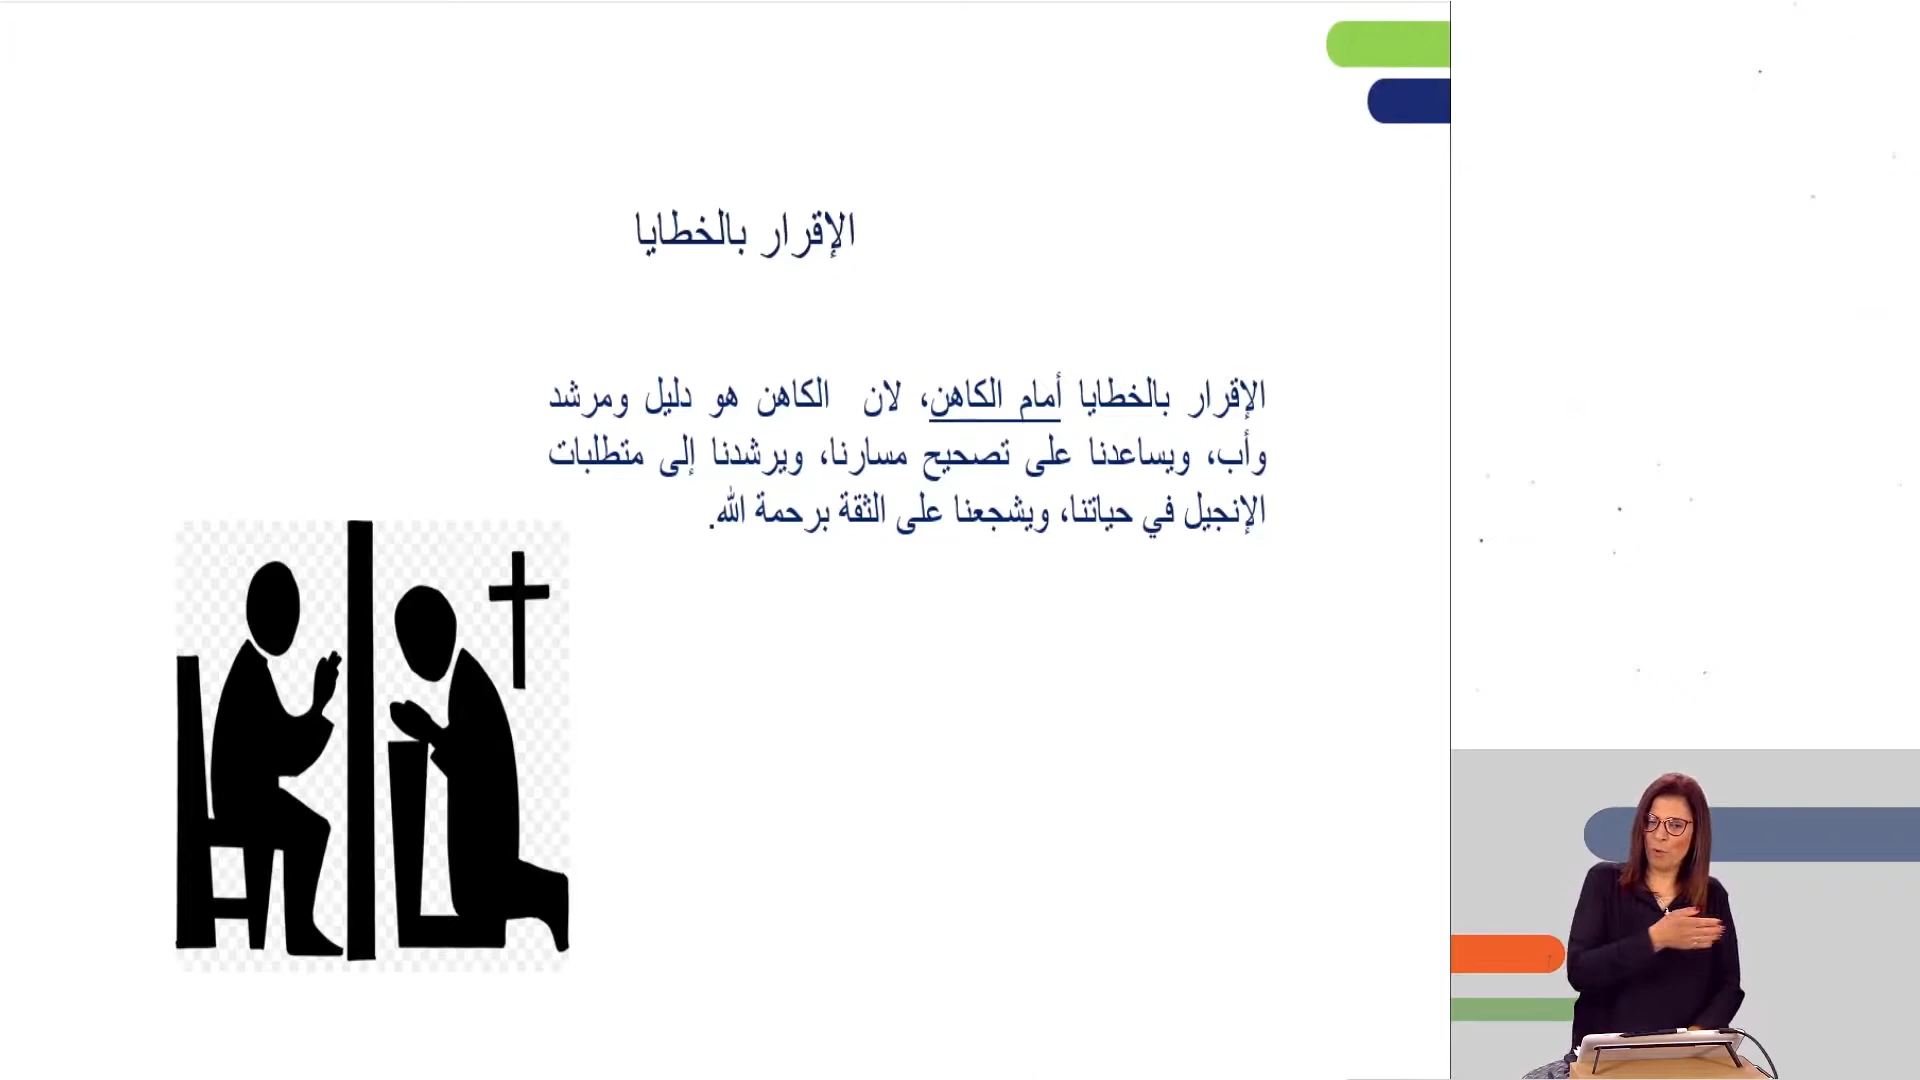 الإقرار بالخطايا
الإقرار بالخطايا أمام الكاهن، لان الكاهن هو دليل ومرشد
وأب، ويساعدنا على تصحيح مسارنا، ويرشدنا إلى متطلبات
الإنجيل في حياتنا، ويشجعنا على الثقة برحمة الله.